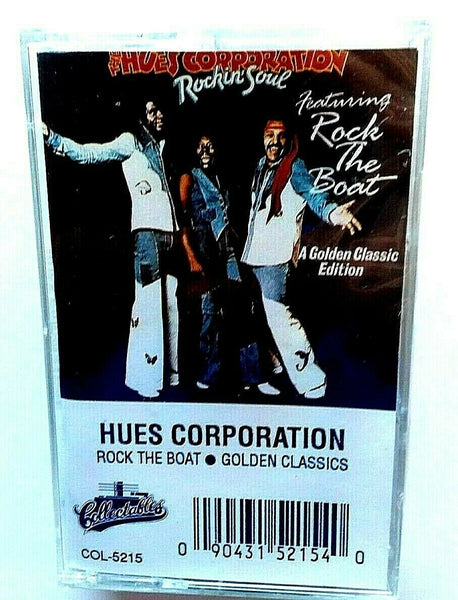 THE HUES CORPORATION
Rockin' Soul
Featuring
Rock
The
Boat
A Golden Classic
Edition
HUES CORPORATION
ROCK THE BOAT ● GOLDEN CLASSICS
Collectables
COL-5215
0 90431 52154 0